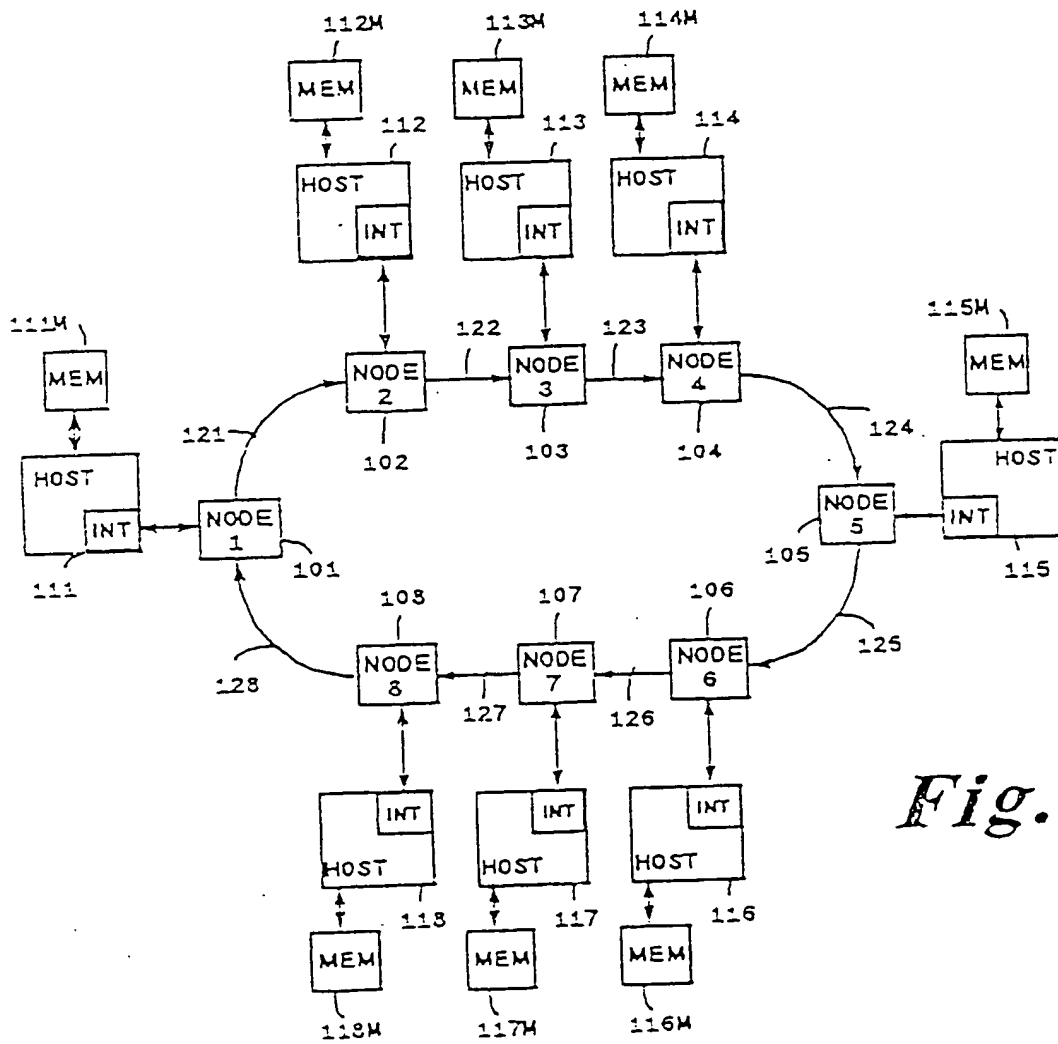 112M
113M
114M
MEM
MEM
MEM
112
113
114
HOST
HOST
HOST
INT
INT
INT
111M
115M
MEM
MEM
122
123
NODE
2
NODE
3
NODE
4
121
124
102
103
104
HOST
HOST
INT
NODE
1
NODE
5
INT
111
101
105
115
108
107
106
125
128
NODE
8
NODE
7
NODE
6
127
126
INT
INT
INT
Fig.
HOST
HOST
HOST
118
117
116
MEM
MEM
MEM
118M
117M
116M